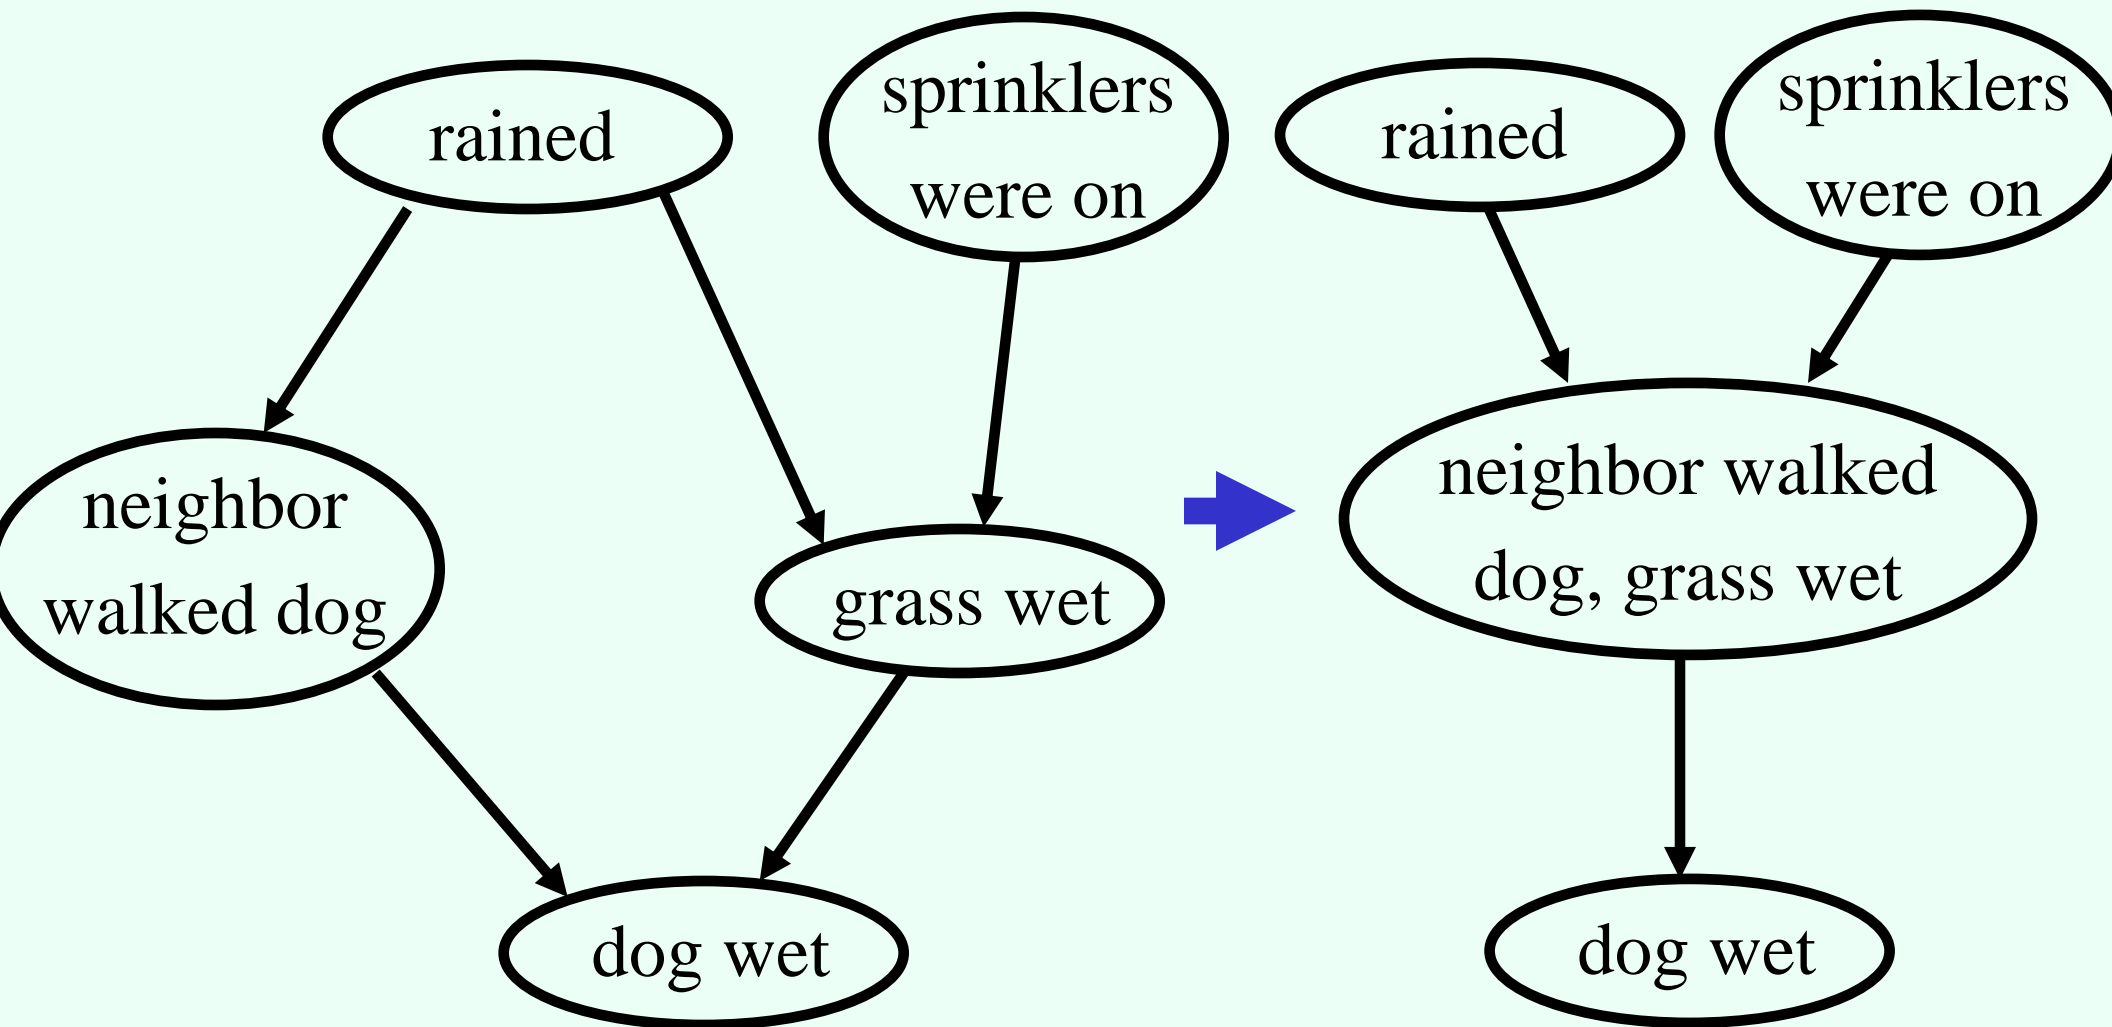 rained
sprinklers
were on
neighbor
walked dog
grass wet
dog wet
rained
sprinklers
were on
neighbor walked
dog, grass wet
dog wet